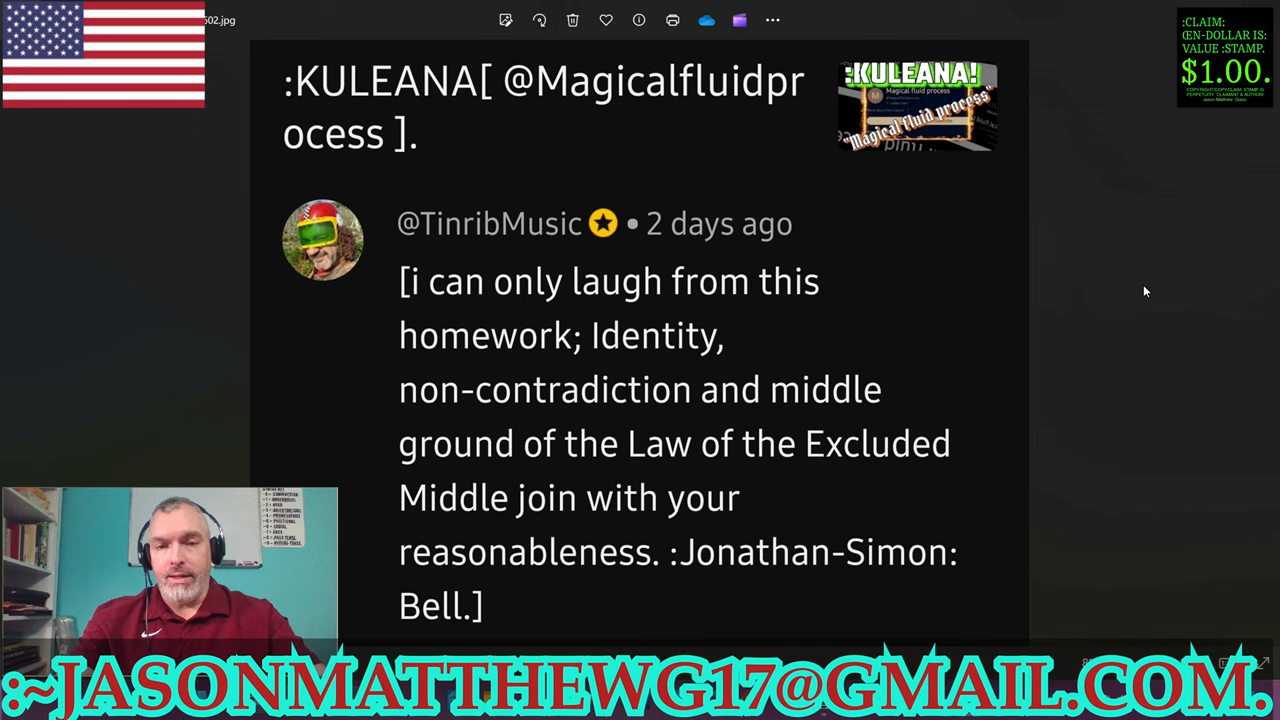 502.jpg
:CLAIM:
ŒN-DOLLAR IS:
VALUE :STAMP.
$1.00.
:KULEANA[ @Magicalfluidpr
ocess ].
:KULEANA!
Magical fluid process
"Magical fluid process"
@TinribMusic • 2 days ago
[i can only laugh from this
homework; Identity,
non-contradiction and middle
ground of the Law of the Excluded
Middle join with your
reasonableness. :Jonathan-Simon:
Bell.]
:~JASONMATTHEWG17@GMAIL.COM.